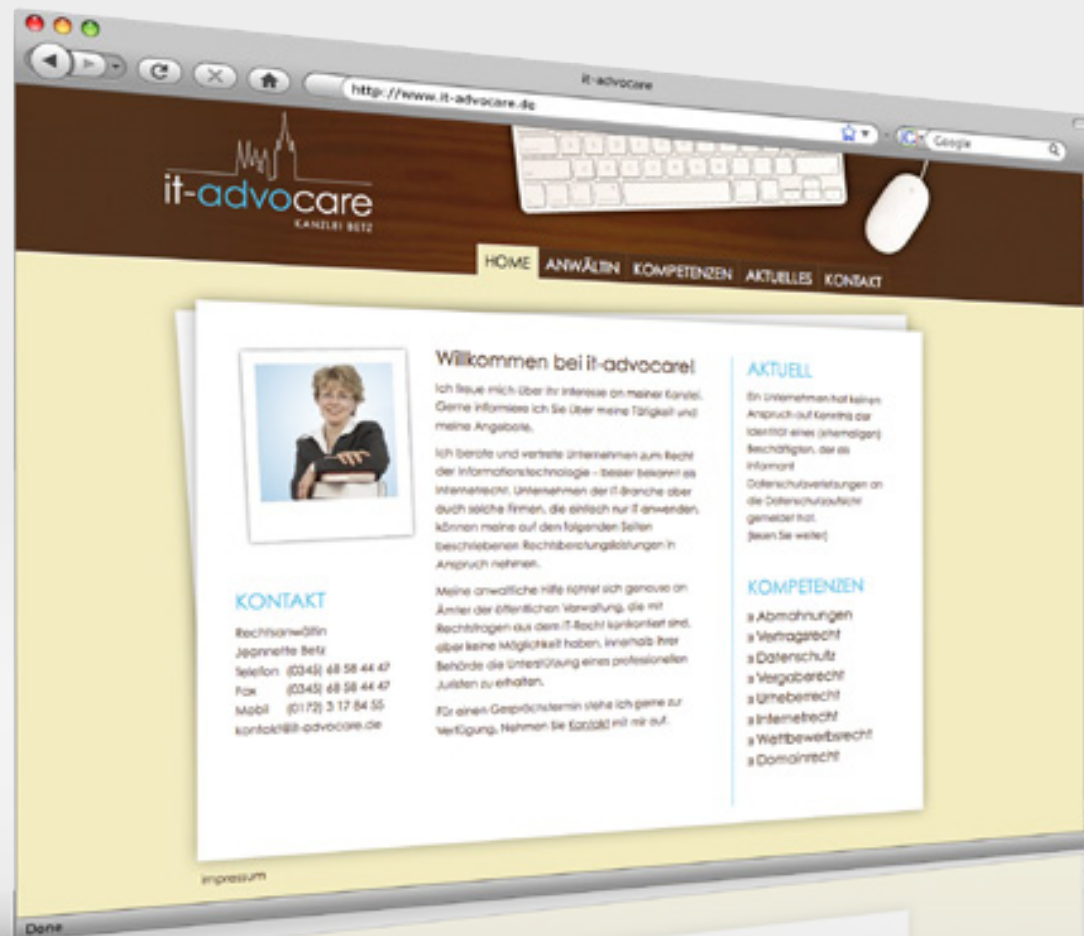 it-advocare
http://www.it-advocare.de
Google
it-advocare
KANZLEI BETZ
HOME ANWÄLTIN KOMPETENZEN AKTUELLES KONTAKT
Willkommen bei it-advocare!
Ich freue mich über Ihr Interesse an meiner Kanzlei.
Gerne informiere ich Sie über meine Tätigkeit und
meine Angebote.
Ich berate und vertrete Unternehmen zum Recht
der Informationstechnologie - besser bekannt als
Internetrecht. Unternehmen der IT-Branche aber
auch solche Firmen, die einfach nur IT anwenden,
können meine auf den folgenden Seiten
beschriebenen Rechtsberatungsleistungen in
Anspruch nehmen.
Meine anwaltliche Hilfe richtet sich genauso an
Ämter der öffentlichen Verwaltung, die mit
Rechtsfragen aus dem IT-Recht konfrontiert sind,
aber keine Möglichkeit haben, innerhalb ihrer
Behörde die Unterstützung eines professionellen
Juristen zu erhalten.
Für einen Gesprächstermin stehe ich gerne zur
Verfügung. Nehmen Sie Kontakt mit mir auf.
KONTAKT
Rechtsanwältin
Jeannette Betz
Telefon (0345) 68 58 44 47
Fax (0345) 68 58 44 47
Mobil (0172) 3 17 84 55
kontakt@it-advocare.de
AKTUELL
Ein Unternehmen hat keinen
Anspruch auf Kenntnis der
Identität eines (ehemaligen)
Beschäftigten, der als
Informant
Datenschutzverletzungen an
die Datenschutzaufsicht
gemeldet hat.
(lesen Sie weiter)
KOMPETENZEN
» Abmahnungen
» Vertragsrecht
» Datenschutz
» Vergaberecht
» Urheberrecht
» Internetrecht
» Wettbewerbsrecht
» Domainrecht
impressum
Done